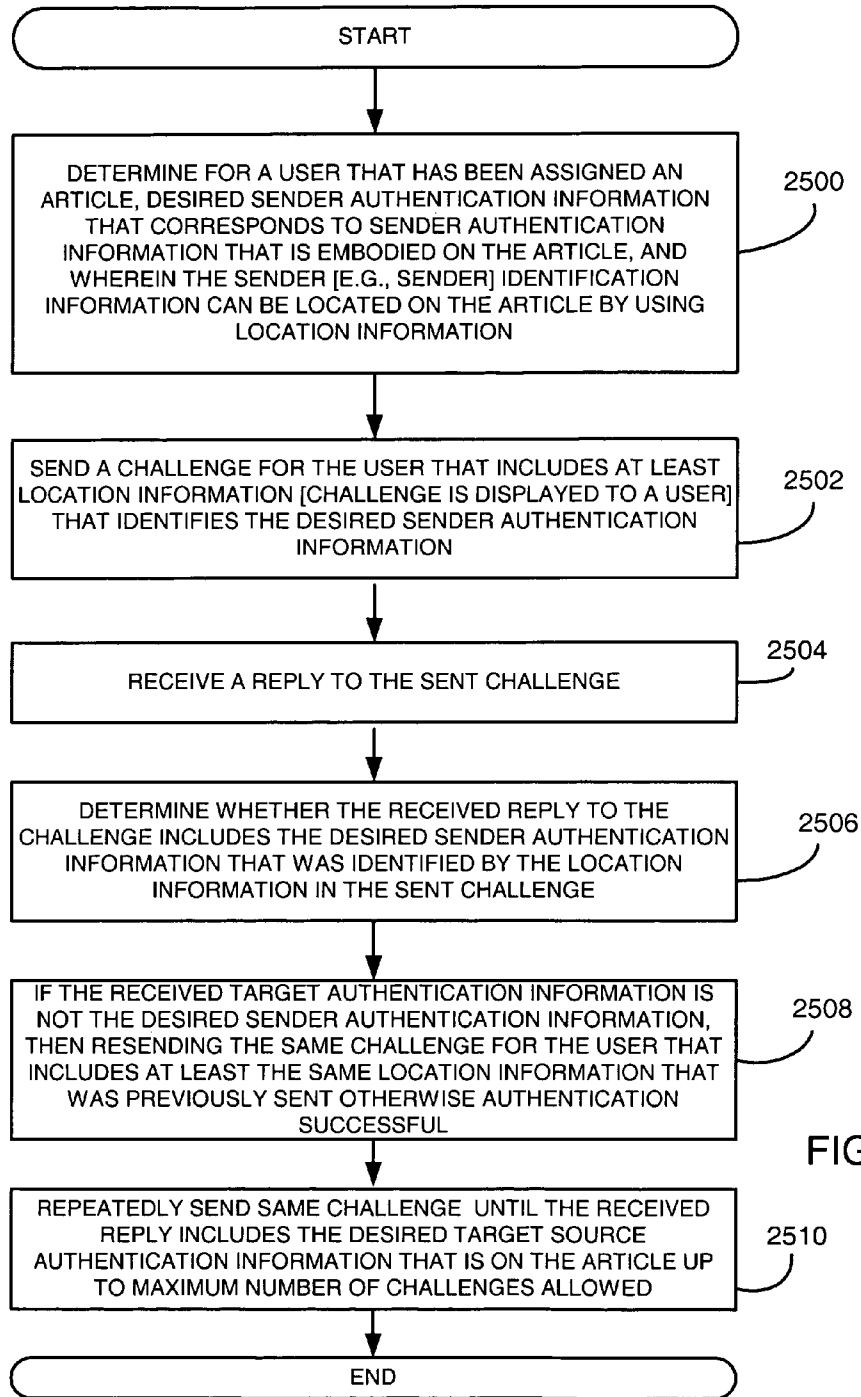 START
DETERMINE FOR A USER THAT HAS BEEN ASSIGNED AN
ARTICLE, DESIRED SENDER AUTHENTICATION INFORMATION
THAT CORRESPONDS TO SENDER AUTHENTICATION
INFORMATION THAT IS EMBODIED ON THE ARTICLE, AND
WHEREIN THE SENDER [E.G., SENDER] IDENTIFICATION
INFORMATION CAN BE LOCATED ON THE ARTICLE BY USING
LOCATION INFORMATION
2500
SEND A CHALLENGE FOR THE USER THAT INCLUDES AT LEAST
LOCATION INFORMATION [CHALLENGE IS DISPLAYED TO A USER]
THAT IDENTIFIES THE DESIRED SENDER AUTHENTICATION
INFORMATION
2502
RECEIVE A REPLY TO THE SENT CHALLENGE
2504
DETERMINE WHETHER THE RECEIVED REPLY TO THE
CHALLENGE INCLUDES THE DESIRED SENDER AUTHENTICATION
INFORMATION THAT WAS IDENTIFIED BY THE LOCATION
INFORMATION IN THE SENT CHALLENGE
2506
IF THE RECEIVED TARGET AUTHENTICATION INFORMATION IS
NOT THE DESIRED SENDER AUTHENTICATION INFORMATION,
THEN RESENDING THE SAME CHALLENGE FOR THE USER THAT
INCLUDES AT LEAST THE SAME LOCATION INFORMATION THAT
WAS PREVIOUSLY SENT OTHERWISE AUTHENTICATION
SUCCESSFUL
2508
FIG
REPEATEDLY SEND SAME CHALLENGE UNTIL THE RECEIVED
REPLY INCLUDES THE DESIRED TARGET SOURCE
AUTHENTICATION INFORMATION THAT IS ON THE ARTICLE UP
TO MAXIMUM NUMBER OF CHALLENGES ALLOWED
2510
END